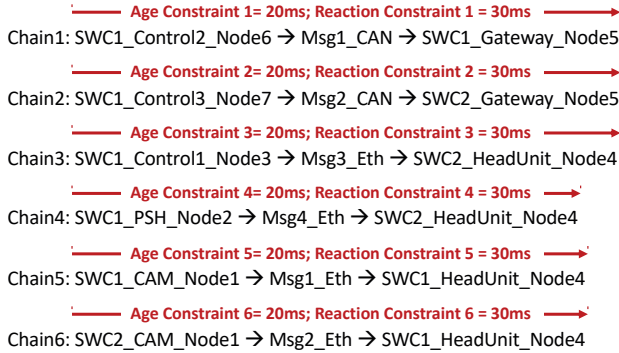 Age Constraint 1= 20ms; Reaction Constraint 1 = 30ms
Chain1: SWC1_Control2_Node6 → Msg1_CAN → SWC1_Gateway_Node5
Age Constraint 2= 20ms; Reaction Constraint 2 = 30ms
Chain2: SWC1_Control3_Node7 → Msg2_CAN → SWC2_Gateway_Node5
Age Constraint 3= 20ms; Reaction Constraint 3 = 30ms
Chain3: SWC1_Control1_Node3 → Msg3_Eth → SWC2_HeadUnit_Node4
Age Constraint 4= 20ms; Reaction Constraint 4 = 30ms
Chain4: SWC1_PSH_Node2 → Msg4_Eth → SWC2_HeadUnit_Node4
Age Constraint 5= 20ms; Reaction Constraint 5 = 30ms
Chain5: SWC1_CAM_Node1 → Msg1_Eth → SWC1_HeadUnit_Node4
Age Constraint 6= 20ms; Reaction Constraint 6 = 30ms
Chain6: SWC2_CAM_Node1 → Msg2_Eth → SWC1_HeadUnit_Node4